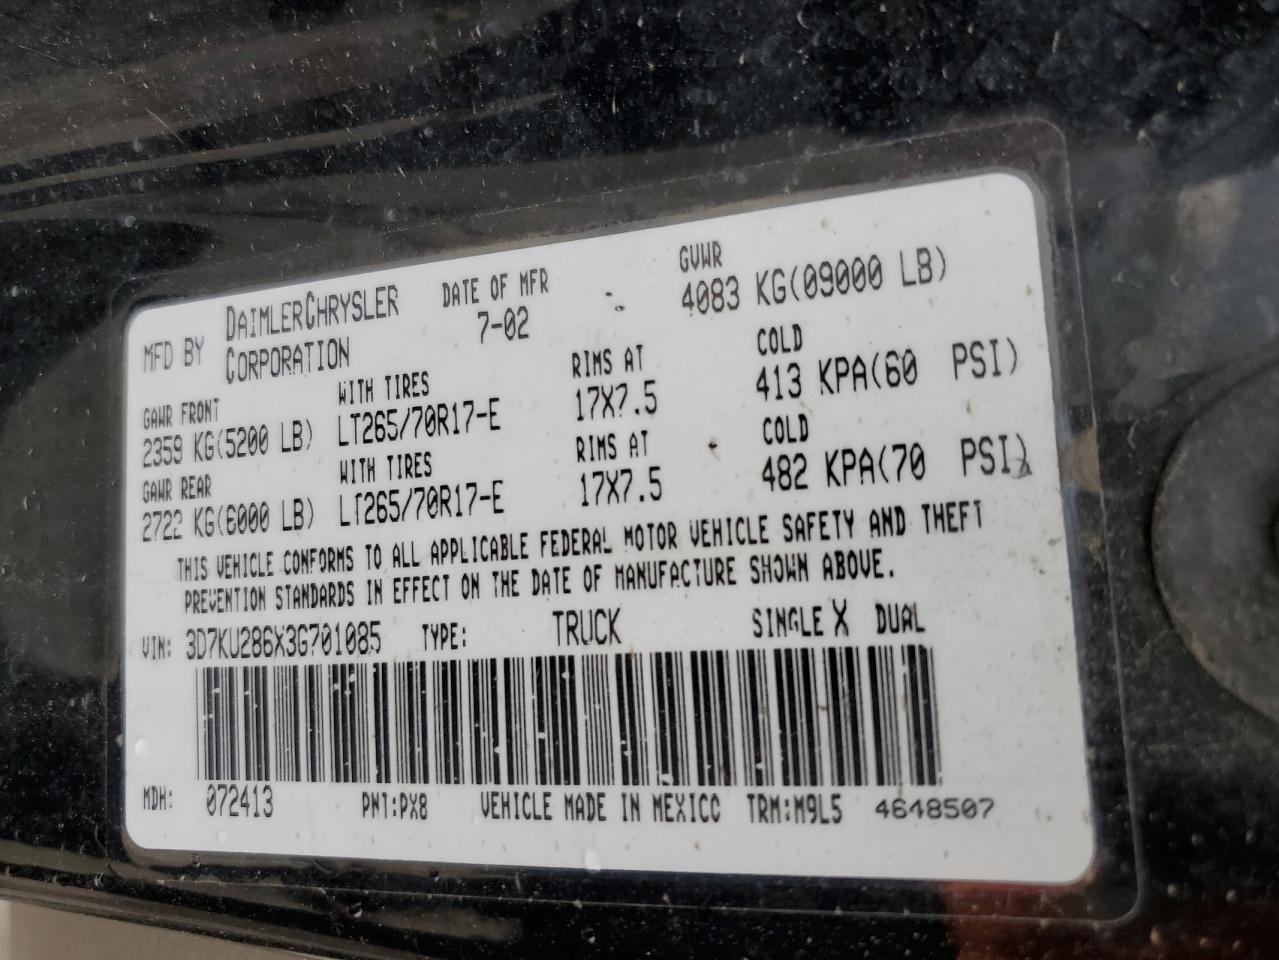 MFD BY DAIMLERCHRYSLER CORPORATION DATE OF MFR 7-02 GVWR 4083 KG(09000 LB)
GAWR FRONT WITH TIRES RIMS AT COLD
2359 KG(5200 LB) LT265/70R17-E 17X7.5 413 KPA(60 PSI)
GAWR REAR WITH TIRES RIMS AT COLD
2722 KG(6000 LB) LT265/70R17-E 17X7.5 482 KPA(70 PSI)
THIS VEHICLE CONFORMS TO ALL APPLICABLE FEDERAL MOTOR VEHICLE SAFETY AND THEFT
PREVENTION STANDARDS IN EFFECT ON THE DATE OF MANUFACTURE SHOWN ABOVE.
VIN: 3D7KU286X3G701085 TYPE: TRUCK SINGLE X DUAL
MDH: 072413 PNT:PX8 VEHICLE MADE IN MEXICO TRM:M9L5 4648507